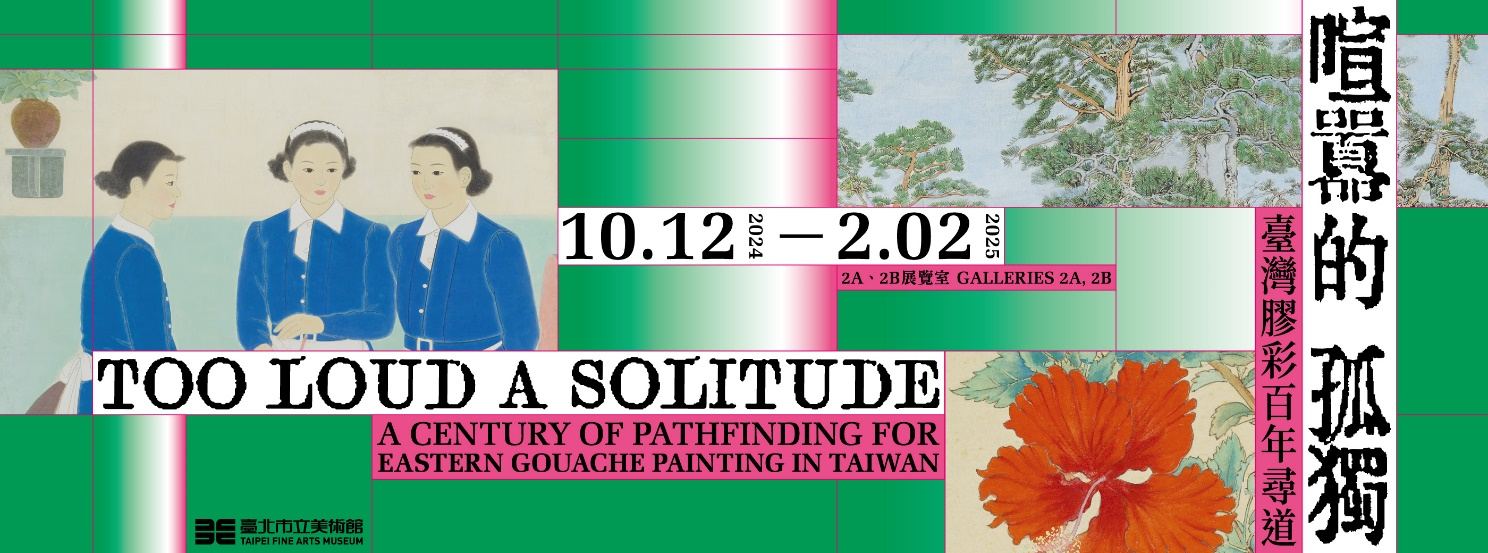 喧囂的 孤獨
臺灣膠彩百年尋道
10.12 2024 — 2.02 2025
2A、2B展覽室 GALLERIES 2A, 2B
TOO LOUD A SOLITUDE
A CENTURY OF PATHFINDING FOR
EASTERN GOUACHE PAINTING IN TAIWAN
臺北市立美術館
TAIPEI FINE ARTS MUSEUM